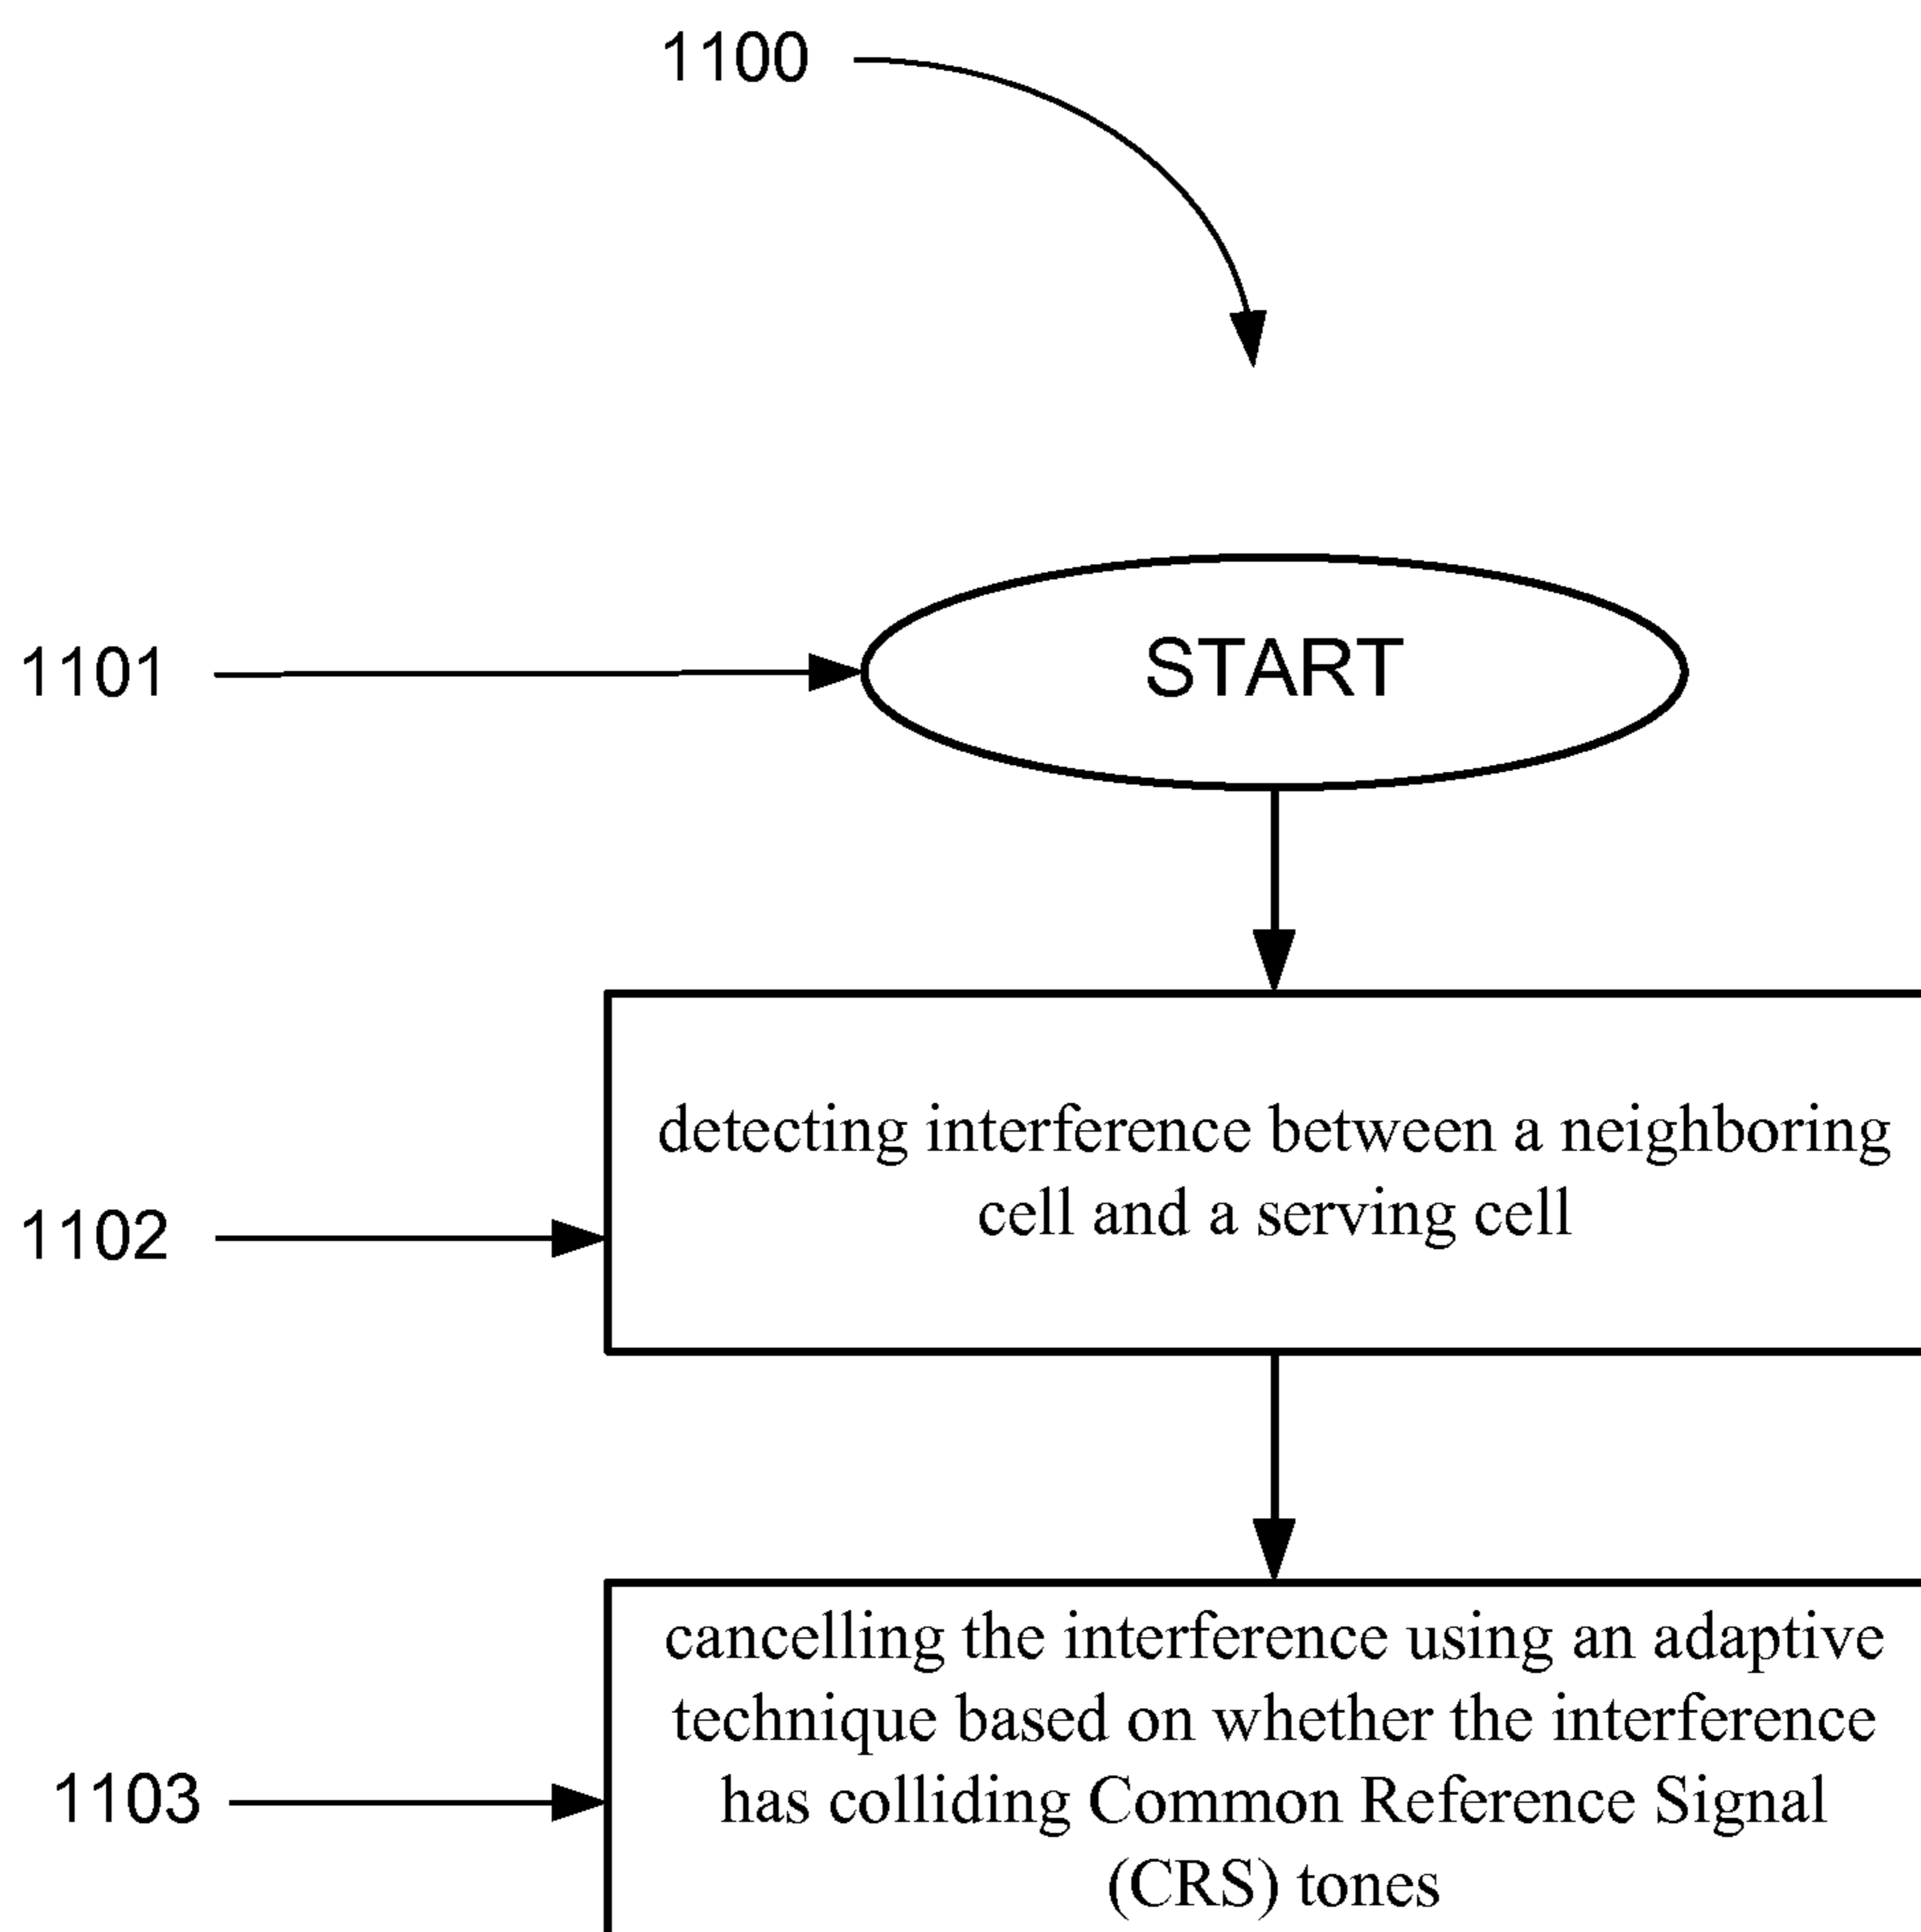 1100
1101
START
detecting interference between a neighboring
cell and a serving cell
1102
cancelling the interference using an adaptive
technique based on whether the interference
has colliding Common Reference Signal
(CRS) tones
1103